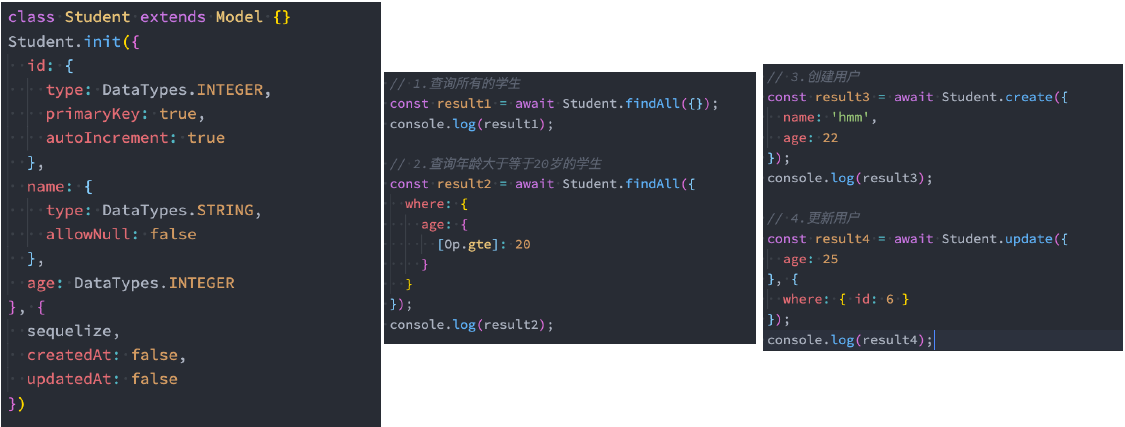 class Student extends Model {}
Student.init({
  id: {
    type: DataTypes.INTEGER,
    primaryKey: true,
    autoIncrement: true
  },
  name: {
    type: DataTypes.STRING,
    allowNull: false
  },
  age: DataTypes.INTEGER
}, {
  sequelize,
  createdAt: false,
  updatedAt: false
})
// 1.查询所有的学生
const result1 = await Student.findAll({});
console.log(result1);
// 2.查询年龄大于等于20岁的学生
const result2 = await Student.findAll({
  where: {
    age: {
      [Op.gte]: 20
    }
  }
});
console.log(result2);
// 3.创建用户
const result3 = await Student.create({
  name: 'hmm',
  age: 22
});
console.log(result3);
// 4.更新用户
const result4 = await Student.update({
  age: 25
}, {
  where: { id: 6 }
});
console.log(result4);